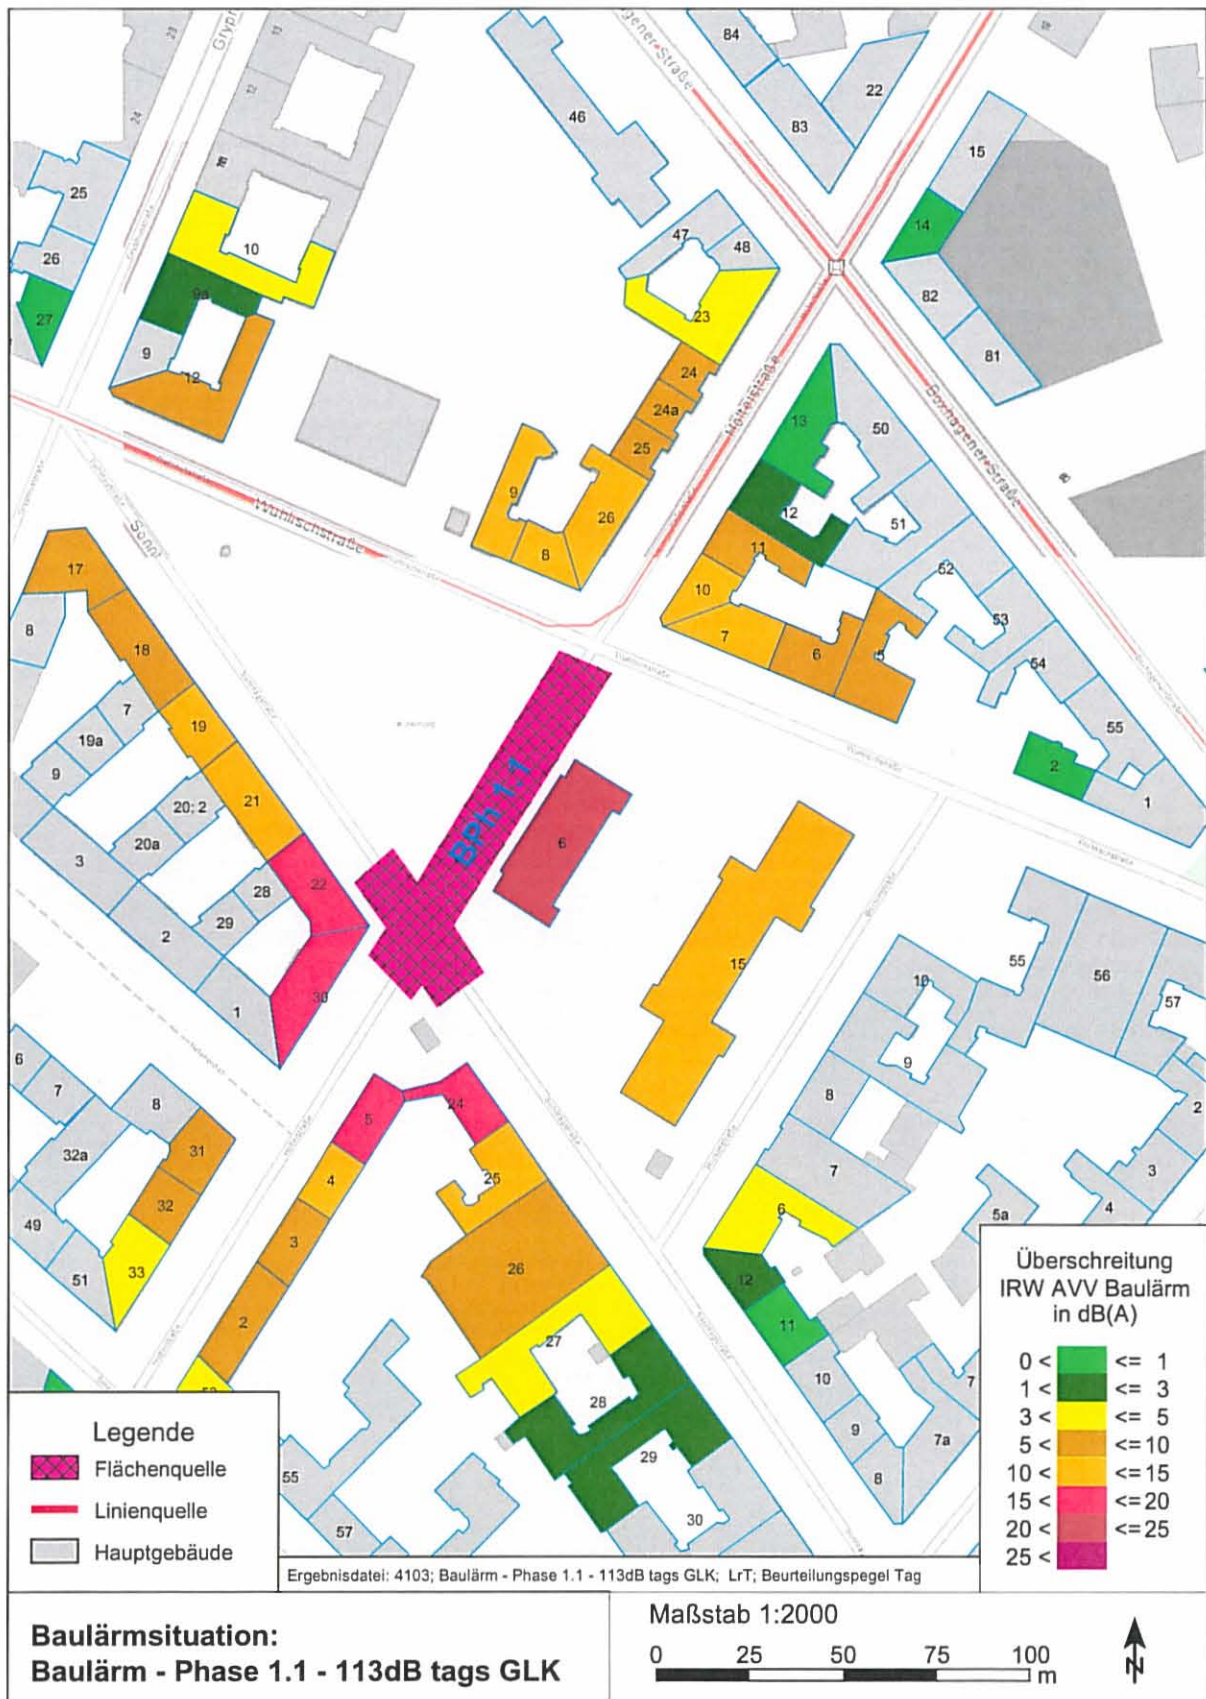 23
13
24
12
25
10
26
9a
27
9
12
84
22
46
83
15
47
48
14
23
82
81
24
24a
25
13
50
Holteistraße
Boxhagener-Straße
9
26
8
12
51
11
52
10
53
7
6
5
54
55
2
1
Wühlischstraße
Sonnt
17
18
8
7
19
19a
9
21
20; 2
20a
3
22
28
29
2
30
1
BPh 1.1
6
15
10
55
56
57
9
8
7
2
3
4
5a
6
12
11
10
9
8
7
7a
6
7
8
32a
31
32
49
51
33
5
24
4
25
3
26
2
27
28
29
30
55
57
Überschreitung
IRW AVV Baulärm
in dB(A)
0 < <= 1
1 < <= 3
3 < <= 5
5 < <=10
10 < <=15
15 < <=20
20 < <=25
25 <
Legende
Flächenquelle
Linienquelle
Hauptgebäude
Ergebnisdatei: 4103; Baulärm - Phase 1.1 - 113dB tags GLK; LrT; Beurteilungspegel Tag
Baulärmsituation:
Baulärm - Phase 1.1 - 113dB tags GLK
Maßstab 1:2000
0 25 50 75 100
m
N